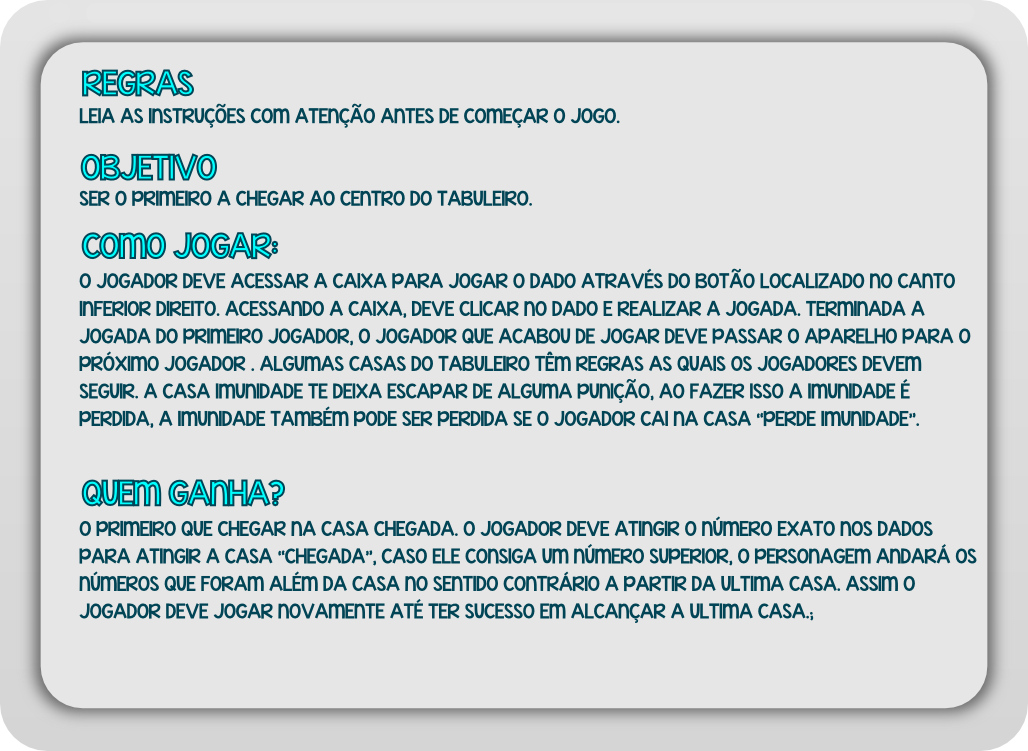 REGRAS
LEIA AS INSTRUÇÕES COM ATENÇÃO ANTES DE COMEÇAR O JOGO.
OBJETIVO
SER O PRIMEIRO A CHEGAR AO CENTRO DO TABULEIRO.
COMO JOGAR:
O JOGADOR DEVE ACESSAR A CAIXA PARA JOGAR O DADO ATRAVÉS DO BOTÃO LOCALIZADO NO CANTO
INFERIOR DIREITO. ACESSANDO A CAIXA, DEVE CLICAR NO DADO E REALIZAR A JOGADA. TERMINADA A
JOGADA DO PRIMEIRO JOGADOR, O JOGADOR QUE ACABOU DE JOGAR DEVE PASSAR O APARELHO PARA O
PRÓXIMO JOGADOR . ALGUMAS CASAS DO TABULEIRO TÊM REGRAS AS QUAIS OS JOGADORES DEVEM
SEGUIR. A CASA IMUNIDADE TE DEIXA ESCAPAR DE ALGUMA PUNIÇÃO, AO FAZER ISSO A IMUNIDADE É
PERDIDA, A IMUNIDADE TAMBÉM PODE SER PERDIDA SE O JOGADOR CAI NA CASA "PERDE IMUNIDADE".
QUEM GANHA?
O PRIMEIRO QUE CHEGAR NA CASA CHEGADA. O JOGADOR DEVE ATINGIR O NÚMERO EXATO NOS DADOS
PARA ATINGIR A CASA "CHEGADA", CASO ELE CONSIGA UM NÚMERO SUPERIOR, O PERSONAGEM ANDARÁ OS
NÚMEROS QUE FORAM ALÉM DA CASA NO SENTIDO CONTRÁRIO A PARTIR DA ULTIMA CASA. ASSIM O
JOGADOR DEVE JOGAR NOVAMENTE ATÉ TER SUCESSO EM ALCANÇAR A ULTIMA CASA.;